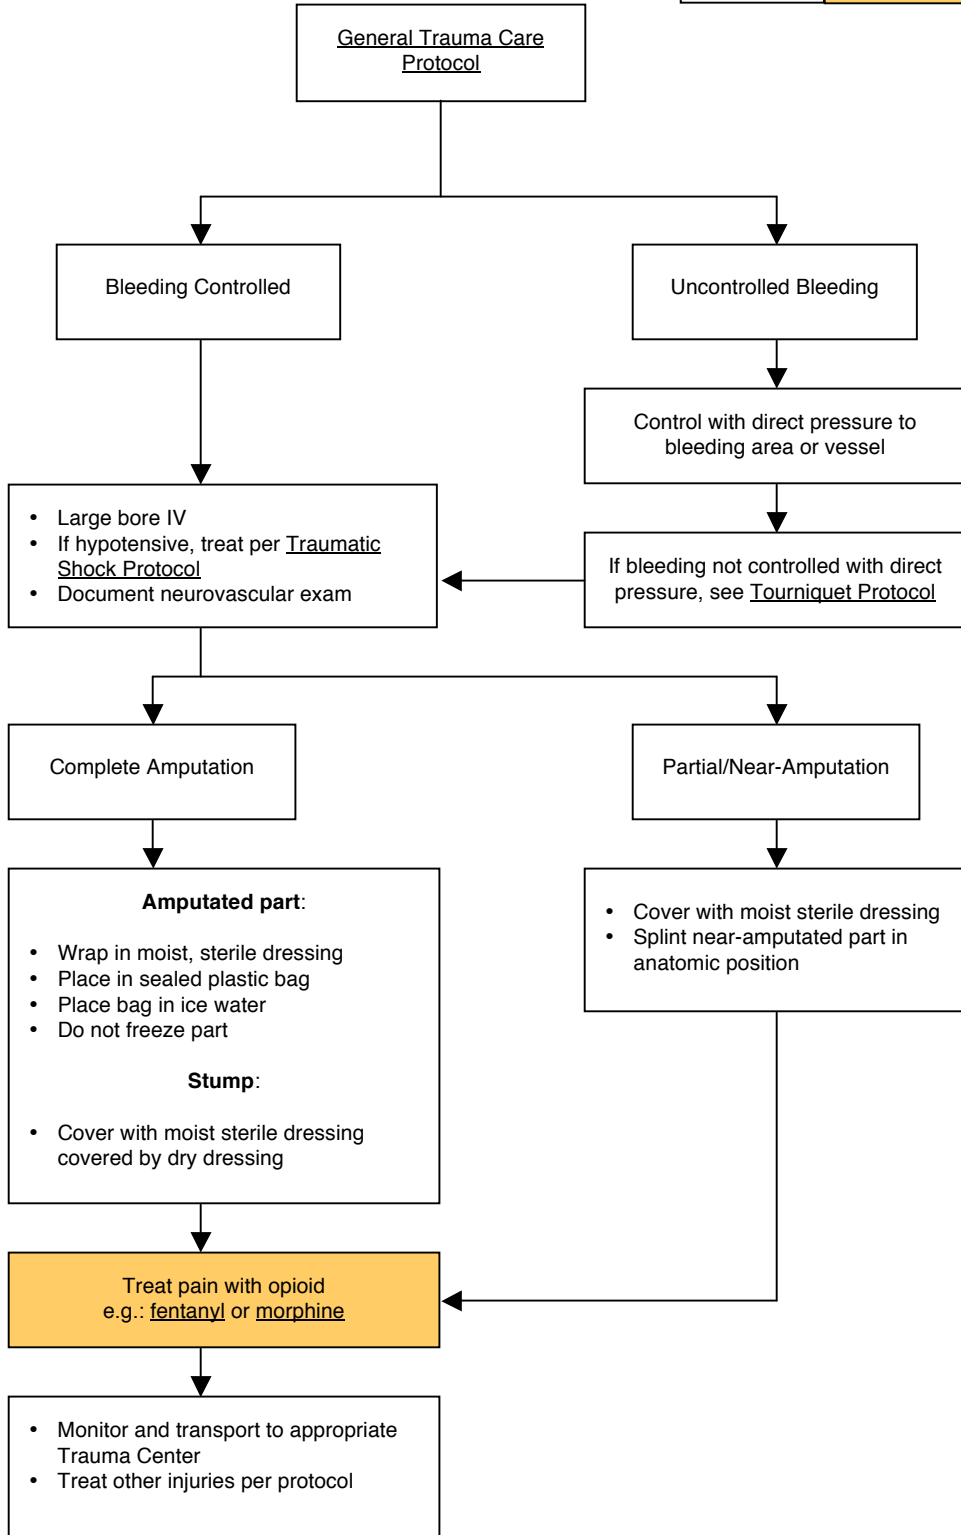 General Trauma Care
Protocol
Bleeding Controlled
Uncontrolled Bleeding
Control with direct pressure to
bleeding area or vessel
• Large bore IV
• If hypotensive, treat per Traumatic
Shock Protocol
• Document neurovascular exam
If bleeding not controlled with direct
pressure, see Tourniquet Protocol
Complete Amputation
Partial/Near-Amputation
Amputated part:
• Wrap in moist, sterile dressing
• Place in sealed plastic bag
• Place bag in ice water
• Do not freeze part
Stump:
• Cover with moist sterile dressing
covered by dry dressing
• Cover with moist sterile dressing
• Splint near-amputated part in
anatomic position
Treat pain with opioid
e.g.: fentanyl or morphine
• Monitor and transport to appropriate
Trauma Center
• Treat other injuries per protocol